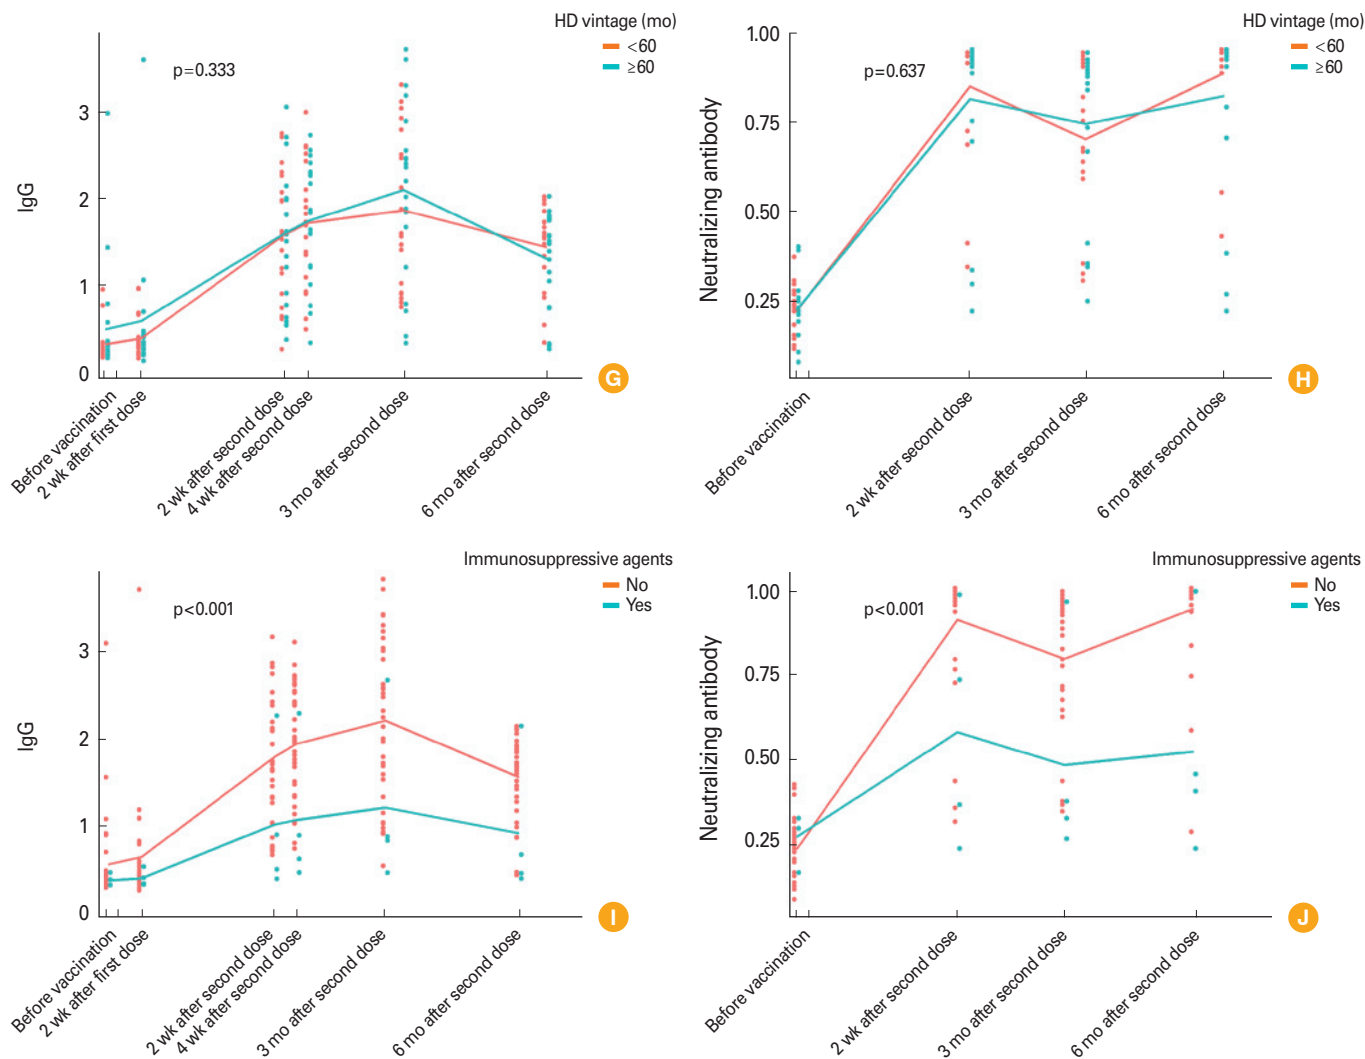 HD vintage (mo)
<60
≥60
p=0.333
3
2
1
0
IgG
Before vaccination
2 wk after first dose
2 wk after second dose
4 wk after second dose
3 mo after second dose
6 mo after second dose
G
HD vintage (mo)
<60
≥60
p=0.637
1.00
0.75
0.50
0.25
Neutralizing antibody
Before vaccination
2 wk after second dose
3 mo after second dose
6 mo after second dose
H
Immunosuppressive agents
No
Yes
p<0.001
3
2
1
0
IgG
Before vaccination
2 wk after first dose
2 wk after second dose
4 wk after second dose
3 mo after second dose
6 mo after second dose
I
Immunosuppressive agents
No
Yes
p<0.001
1.00
0.75
0.50
0.25
Neutralizing antibody
Before vaccination
2 wk after second dose
3 mo after second dose
6 mo after second dose
J